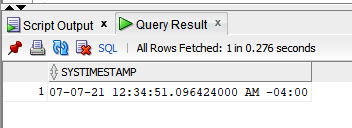 Script Output x Query Result x
SQL | All Rows Fetched: 1 in 0.276 seconds
SYSTIMESTAMP
1 07-07-21 12:34:51.096424000 AM -04:00